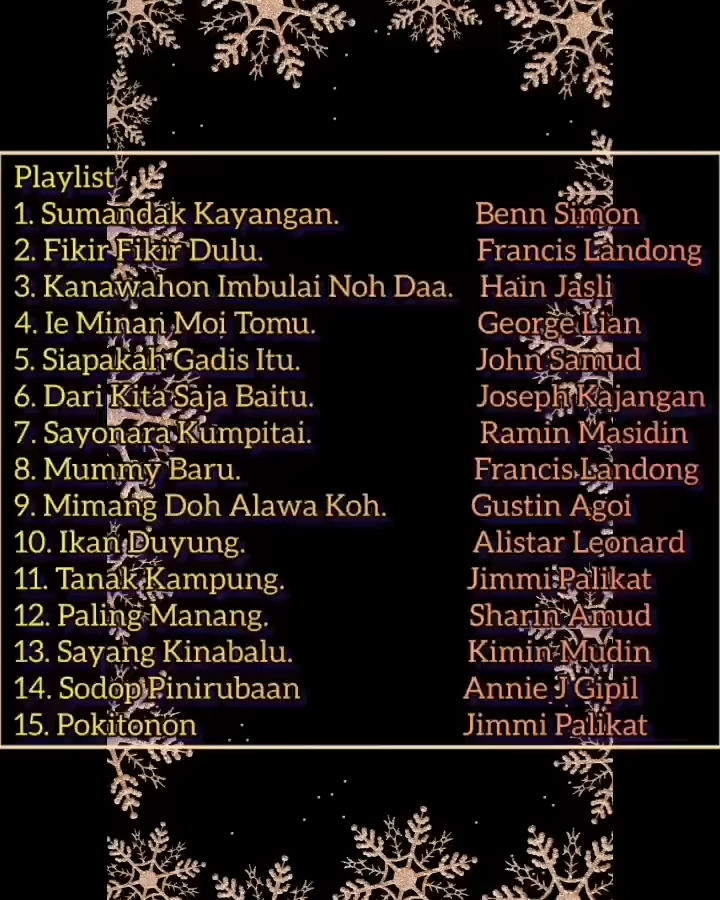 Playlist
1. Sumandak Kayangan. Benn Simon
2. Fikir Fikir Dulu. Francis Landong
3. Kanawahon Imbulai Noh Daa. Hain Jasli
4. Ie Minan Moi Tomu. George Lian
5. Siapakah Gadis Itu. John Samud
6. Dari Kita Saja Baitu. Joseph Kajangan
7. Sayonara Kumpitai. Ramin Masidin
8. Mummy Baru. Francis Landong
9. Mimang Doh Alawa Koh. Gustin Agoi
10. Ikan Duyung. Alistar Leonard
11. Tanak Kampung. Jimmi Palikat
12. Paling Manang. Sharin Amud
13. Sayang Kinabalu. Kimin Mudin
14. Sodop Pinirubaan Annie J Gipil
15. Pokitonon Jimmi Palikat